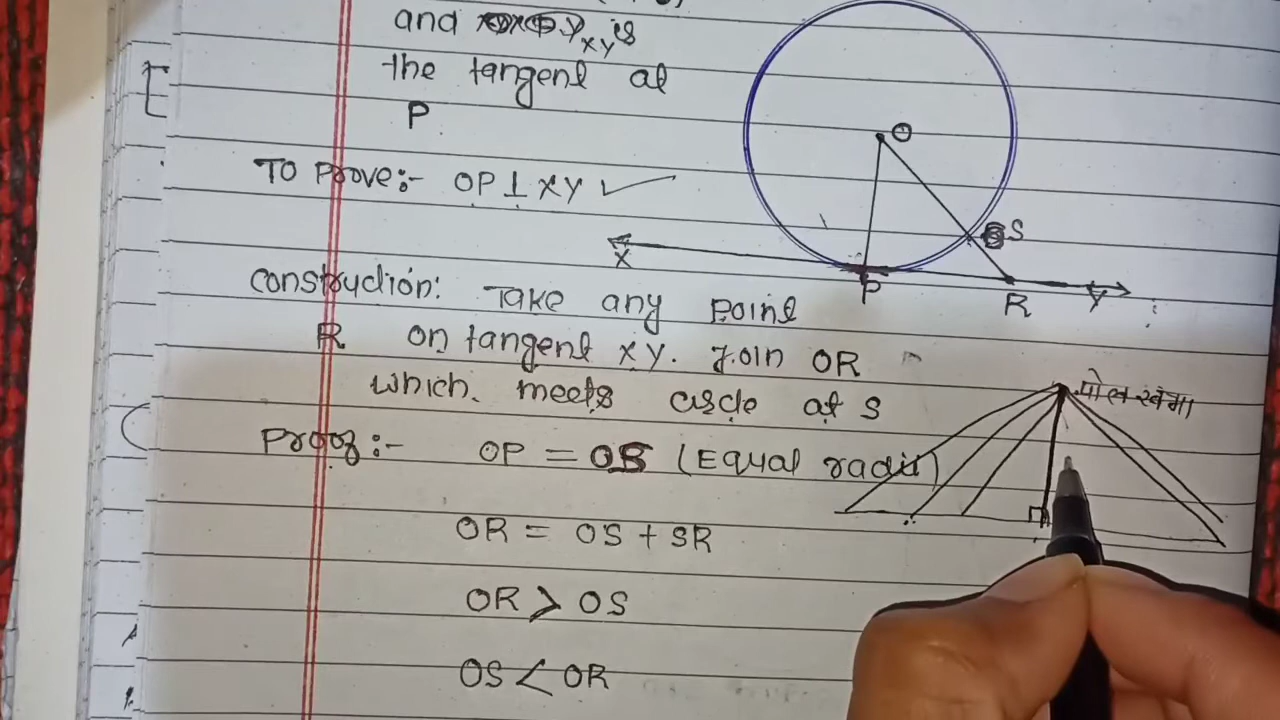 and xy is
the tangent at
P
To Prove:- OP⊥XY ✓
O
S
X
P
R
Y
Construction: Take any point
R on tangent XY. Join OR
which meets circle at S
Proof:- OP = OS (Equal radii)
OR = OS + SR
OR > OS
OS < OR